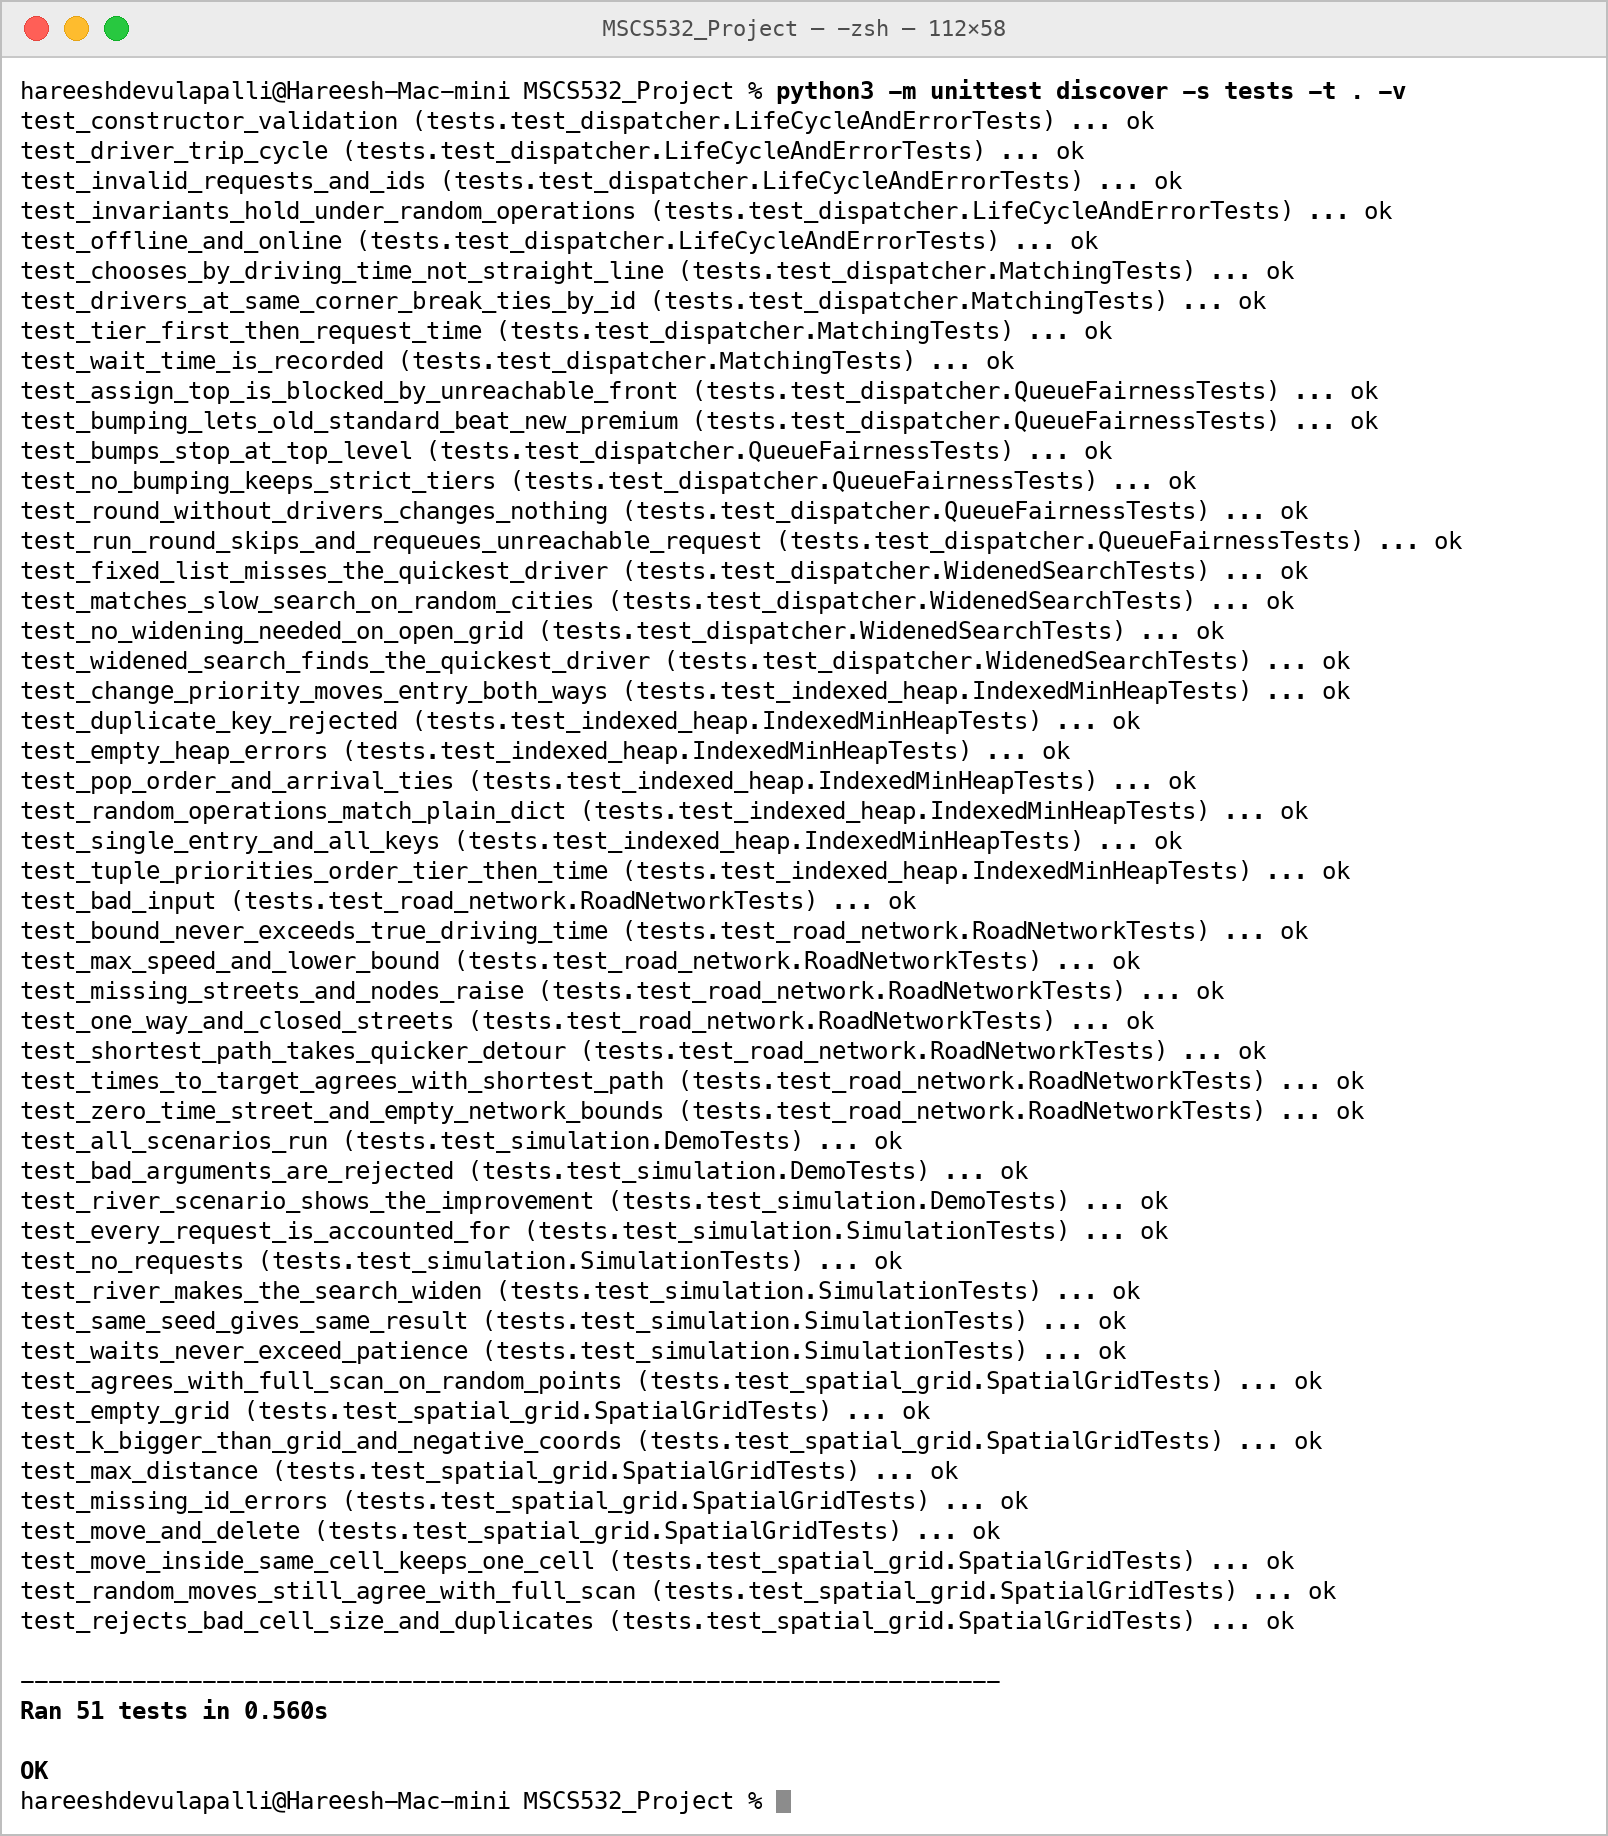 MSCS532_Project — -zsh — 112×58
hareeshdevulapalli@Hareesh-Mac-mini MSCS532_Project % python3 -m unittest discover -s tests -t . -v
test_constructor_validation (tests.test_dispatcher.LifeCycleAndErrorTests) ... ok
test_driver_trip_cycle (tests.test_dispatcher.LifeCycleAndErrorTests) ... ok
test_invalid_requests_and_ids (tests.test_dispatcher.LifeCycleAndErrorTests) ... ok
test_invariants_hold_under_random_operations (tests.test_dispatcher.LifeCycleAndErrorTests) ... ok
test_offline_and_online (tests.test_dispatcher.LifeCycleAndErrorTests) ... ok
test_chooses_by_driving_time_not_straight_line (tests.test_dispatcher.MatchingTests) ... ok
test_drivers_at_same_corner_break_ties_by_id (tests.test_dispatcher.MatchingTests) ... ok
test_tier_first_then_request_time (tests.test_dispatcher.MatchingTests) ... ok
test_wait_time_is_recorded (tests.test_dispatcher.MatchingTests) ... ok
test_assign_top_is_blocked_by_unreachable_front (tests.test_dispatcher.QueueFairnessTests) ... ok
test_bumping_lets_old_standard_beat_new_premium (tests.test_dispatcher.QueueFairnessTests) ... ok
test_bumps_stop_at_top_level (tests.test_dispatcher.QueueFairnessTests) ... ok
test_no_bumping_keeps_strict_tiers (tests.test_dispatcher.QueueFairnessTests) ... ok
test_round_without_drivers_changes_nothing (tests.test_dispatcher.QueueFairnessTests) ... ok
test_run_round_skips_and_requeues_unreachable_request (tests.test_dispatcher.QueueFairnessTests) ... ok
test_fixed_list_misses_the_quickest_driver (tests.test_dispatcher.WidenedSearchTests) ... ok
test_matches_slow_search_on_random_cities (tests.test_dispatcher.WidenedSearchTests) ... ok
test_no_widening_needed_on_open_grid (tests.test_dispatcher.WidenedSearchTests) ... ok
test_widened_search_finds_the_quickest_driver (tests.test_dispatcher.WidenedSearchTests) ... ok
test_change_priority_moves_entry_both_ways (tests.test_indexed_heap.IndexedMinHeapTests) ... ok
test_duplicate_key_rejected (tests.test_indexed_heap.IndexedMinHeapTests) ... ok
test_empty_heap_errors (tests.test_indexed_heap.IndexedMinHeapTests) ... ok
test_pop_order_and_arrival_ties (tests.test_indexed_heap.IndexedMinHeapTests) ... ok
test_random_operations_match_plain_dict (tests.test_indexed_heap.IndexedMinHeapTests) ... ok
test_single_entry_and_all_keys (tests.test_indexed_heap.IndexedMinHeapTests) ... ok
test_tuple_priorities_order_tier_then_time (tests.test_indexed_heap.IndexedMinHeapTests) ... ok
test_bad_input (tests.test_road_network.RoadNetworkTests) ... ok
test_bound_never_exceeds_true_driving_time (tests.test_road_network.RoadNetworkTests) ... ok
test_max_speed_and_lower_bound (tests.test_road_network.RoadNetworkTests) ... ok
test_missing_streets_and_nodes_raise (tests.test_road_network.RoadNetworkTests) ... ok
test_one_way_and_closed_streets (tests.test_road_network.RoadNetworkTests) ... ok
test_shortest_path_takes_quicker_detour (tests.test_road_network.RoadNetworkTests) ... ok
test_times_to_target_agrees_with_shortest_path (tests.test_road_network.RoadNetworkTests) ... ok
test_zero_time_street_and_empty_network_bounds (tests.test_road_network.RoadNetworkTests) ... ok
test_all_scenarios_run (tests.test_simulation.DemoTests) ... ok
test_bad_arguments_are_rejected (tests.test_simulation.DemoTests) ... ok
test_river_scenario_shows_the_improvement (tests.test_simulation.DemoTests) ... ok
test_every_request_is_accounted_for (tests.test_simulation.SimulationTests) ... ok
test_no_requests (tests.test_simulation.SimulationTests) ... ok
test_river_makes_the_search_widen (tests.test_simulation.SimulationTests) ... ok
test_same_seed_gives_same_result (tests.test_simulation.SimulationTests) ... ok
test_waits_never_exceed_patience (tests.test_simulation.SimulationTests) ... ok
test_agrees_with_full_scan_on_random_points (tests.test_spatial_grid.SpatialGridTests) ... ok
test_empty_grid (tests.test_spatial_grid.SpatialGridTests) ... ok
test_k_bigger_than_grid_and_negative_coords (tests.test_spatial_grid.SpatialGridTests) ... ok
test_max_distance (tests.test_spatial_grid.SpatialGridTests) ... ok
test_missing_id_errors (tests.test_spatial_grid.SpatialGridTests) ... ok
test_move_and_delete (tests.test_spatial_grid.SpatialGridTests) ... ok
test_move_inside_same_cell_keeps_one_cell (tests.test_spatial_grid.SpatialGridTests) ... ok
test_random_moves_still_agree_with_full_scan (tests.test_spatial_grid.SpatialGridTests) ... ok
test_rejects_bad_cell_size_and_duplicates (tests.test_spatial_grid.SpatialGridTests) ... ok
----------------------------------------------------------------------
Ran 51 tests in 0.560s
OK
hareeshdevulapalli@Hareesh-Mac-mini MSCS532_Project %